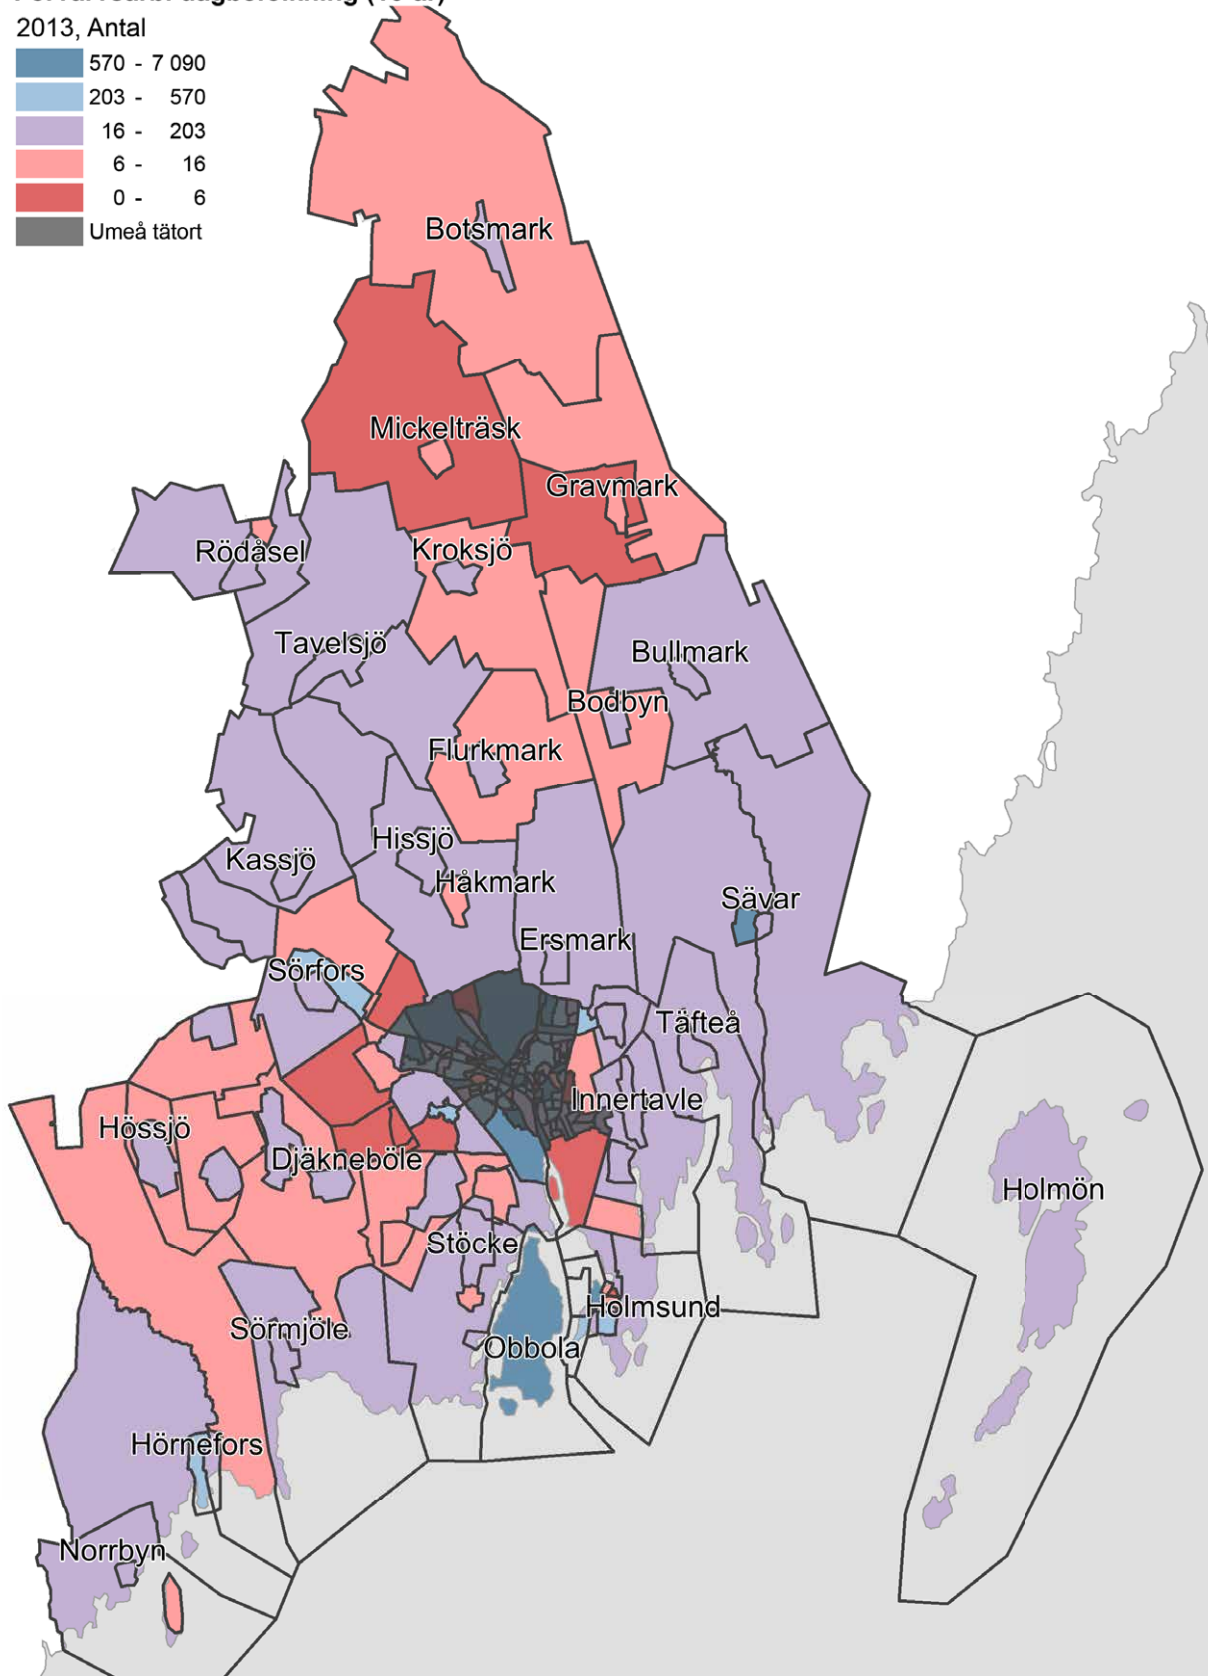 2013, Antal
570 - 7 090
203 - 570
16 - 203
6 - 16
0 - 6
Umeå tätort
Botsmark
Mickelträsk
Gravmark
Rödåsel
Kroksjö
Tavelsjö
Bullmark
Bodbyn
Flurkmark
Hissjö
Kassjö
Håkmark
Sävar
Ersmark
Sörfors
Täfteå
Innertavle
Hössjö
Djäkneböle
Holmön
Stöcke
Holmsund
Sörmjöle
Obbola
Hörnefors
Norrbyn